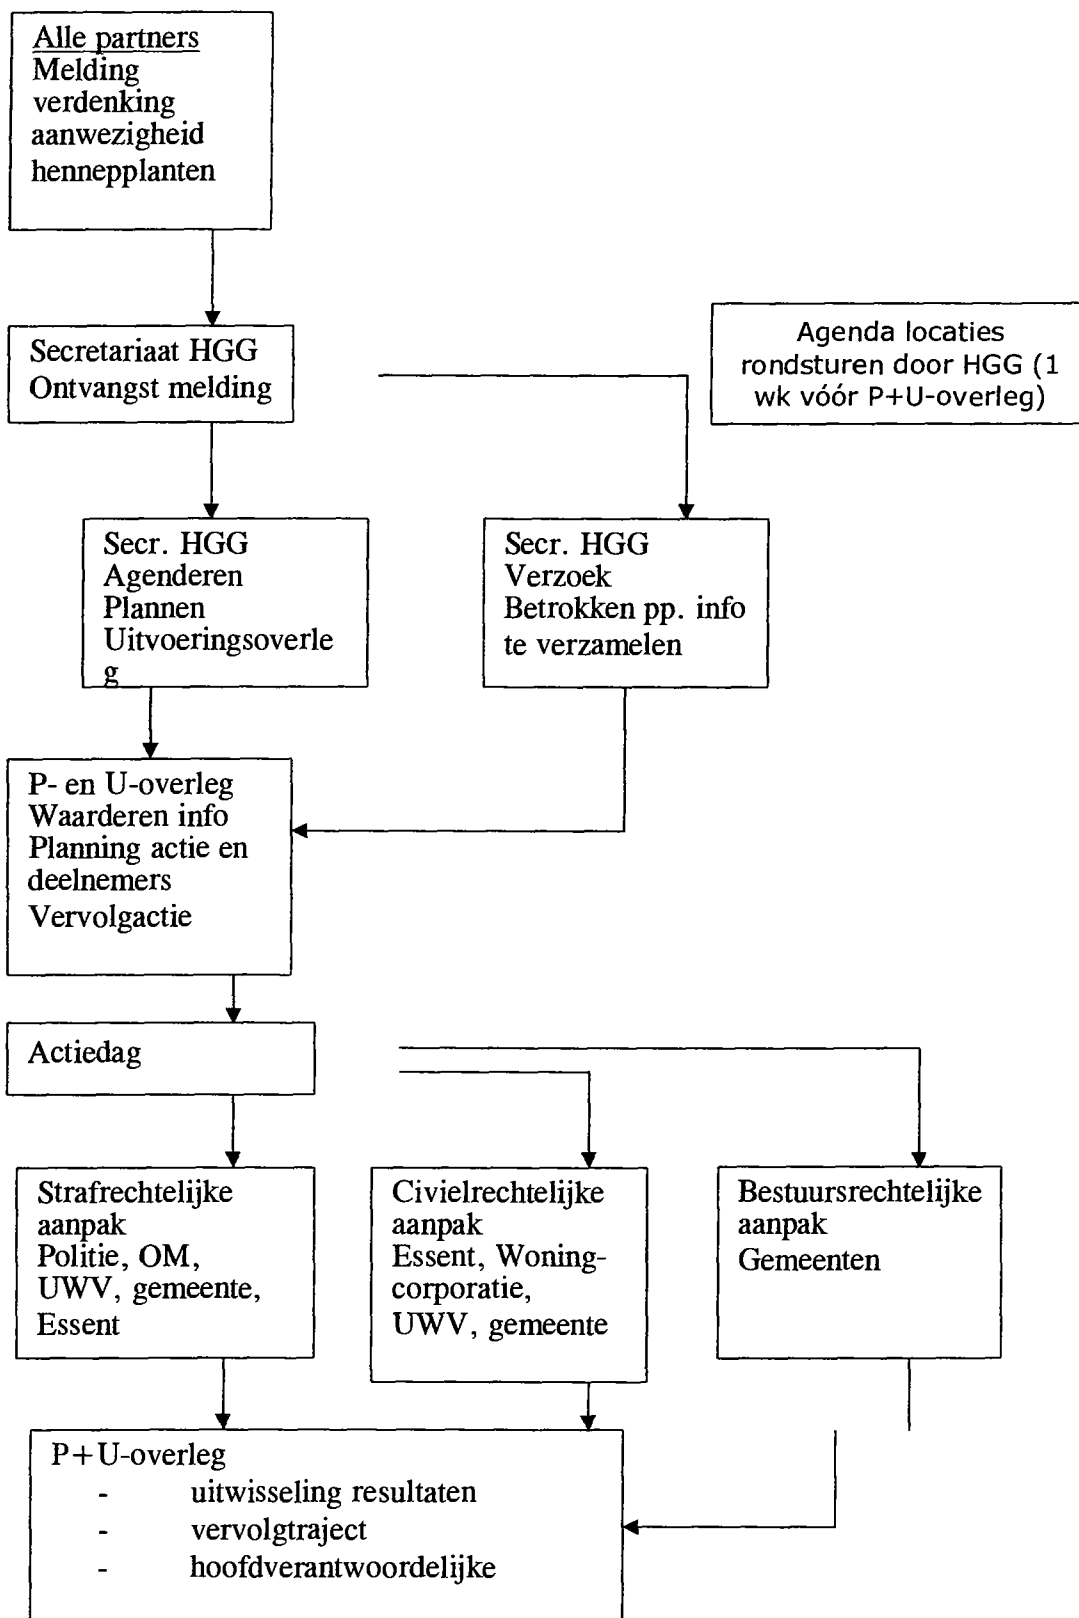 Alle partners
Melding
verdenking
aanwezigheid
hennepplanten
Secretariaat HGG
Ontvangst melding
Agenda locaties
rondsturen door HGG (1
wk vóór P+U-overleg)
Secr. HGG
Agenderen
Plannen
Uitvoeringsoverle
g
Secr. HGG
Verzoek
Betrokken pp. info
te verzamelen
P- en U-overleg
Waarderen info
Planning actie en
deelnemers
Vervolgactie
Actiedag
Strafrechtelijke
aanpak
Politie, OM,
UWV, gemeente,
Essent
Civielrechtelijke
aanpak
Essent, Woning-
corporatie,
UWV, gemeente
Bestuursrechtelijke
aanpak
Gemeenten
P+U-overleg
- uitwisseling resultaten
- vervolgtraject
- hoofdverantwoordelijke